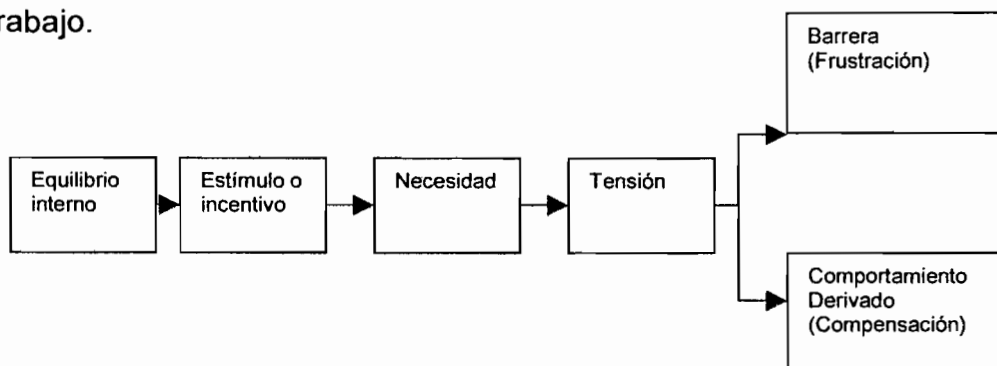 rabajo.
Barrera
(Frustración)
Equilibrio
interno
Estímulo o
incentivo
Necesidad
Tensión
Comportamiento
Derivado
(Compensación)